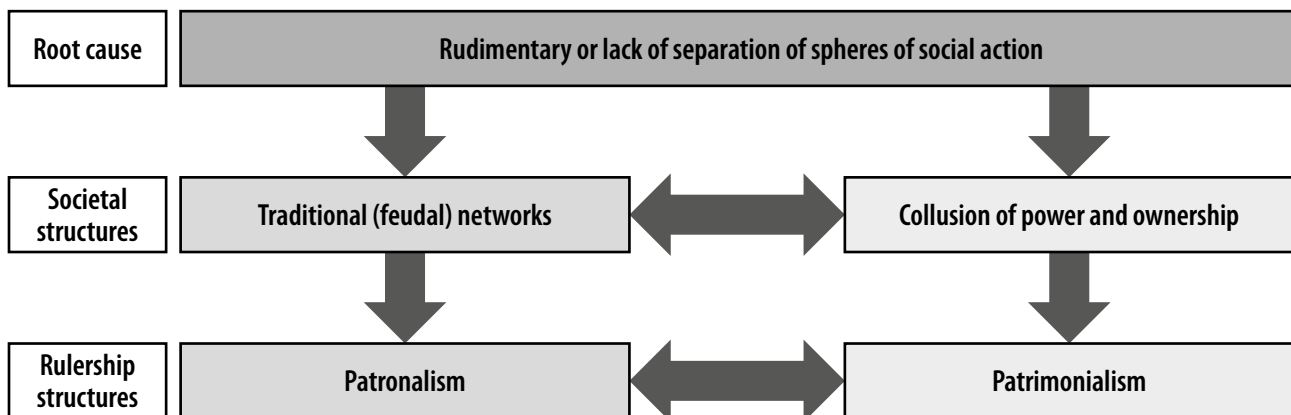 Root cause
Rudimentary or lack of separation of spheres of social action
Societal
structures
Traditional (feudal) networks
Collusion of power and ownership
Rulership
structures
Patronalism
Patrimonialism